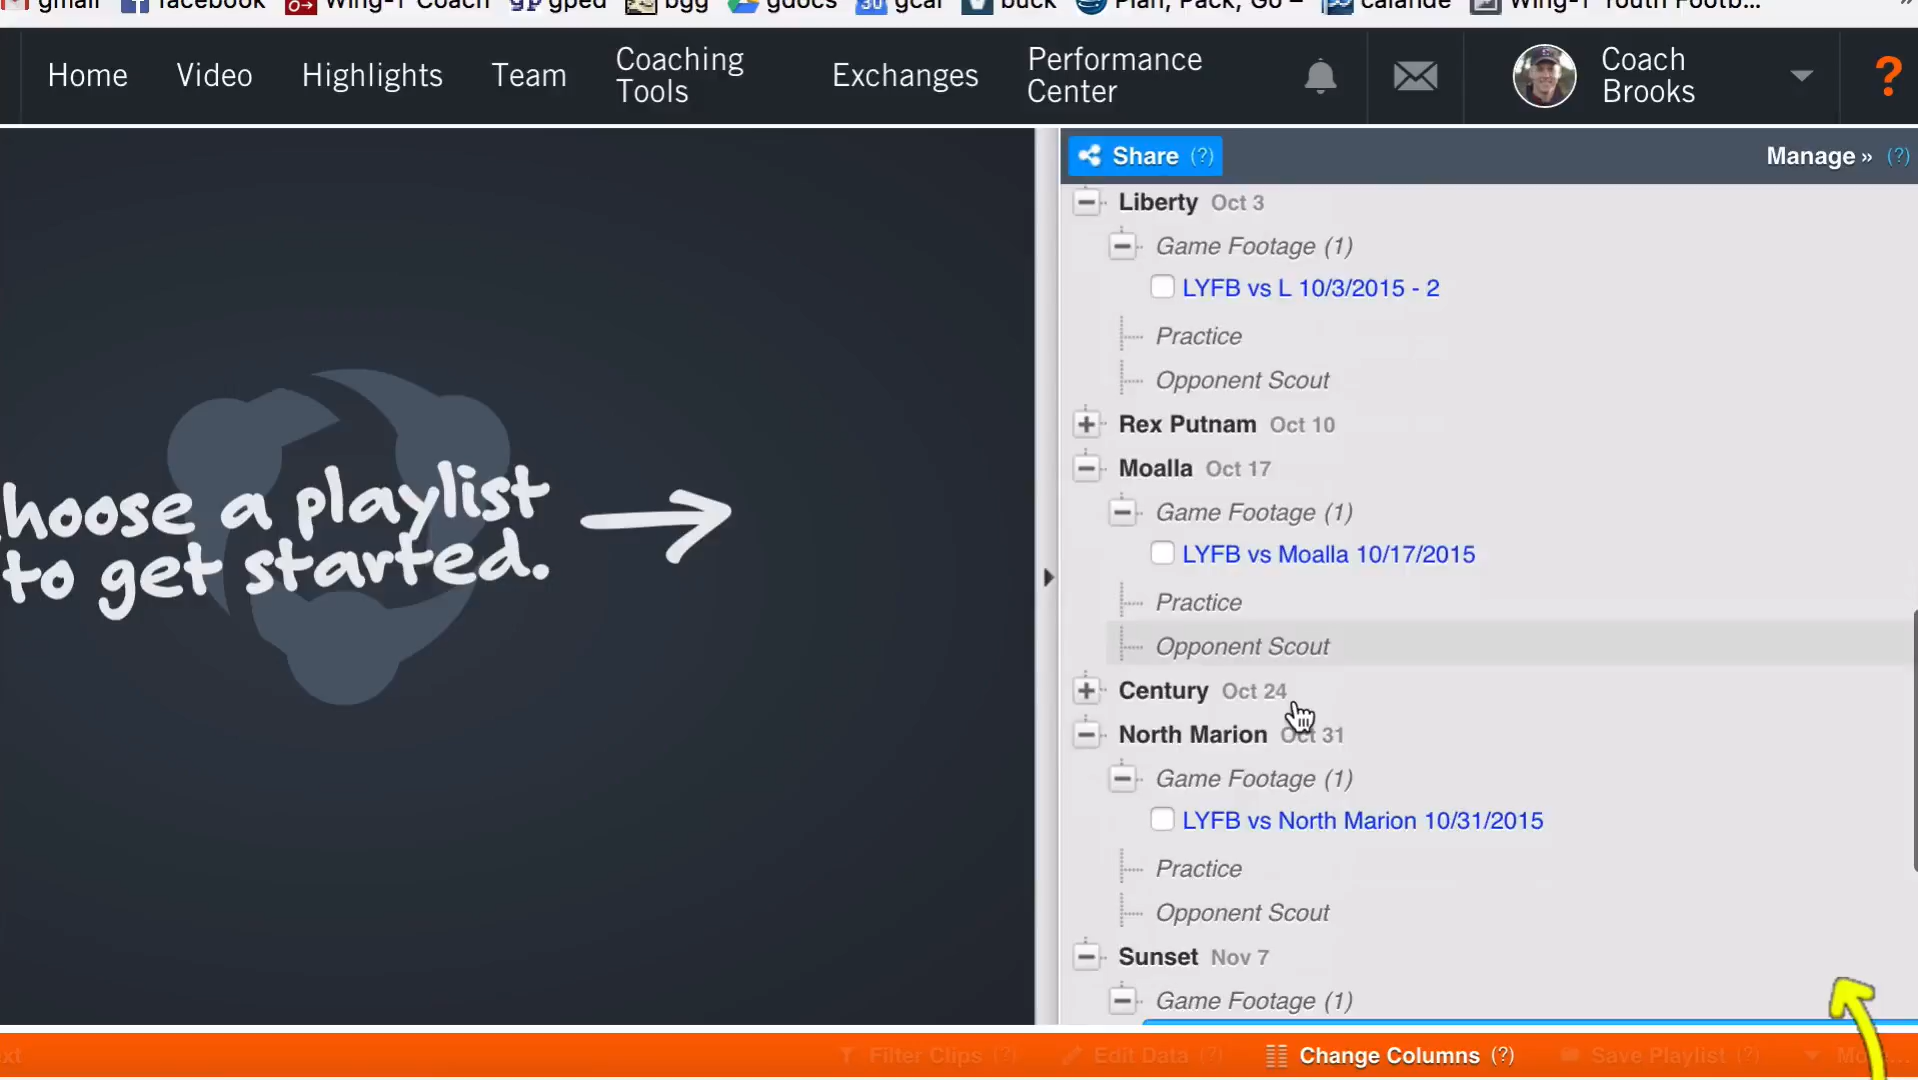 gmail facebook Wing-T Coach gped bgg gdocs 30 gcal buck Plan, Pack, Go – calande Wing-T Youth Footb... »
Home Video Highlights Team Coaching Tools Exchanges Performance Center Coach Brooks ?
Share (?) Manage » (?)
Liberty Oct 3
Game Footage (1)
LYFB vs L 10/3/2015 - 2
Practice
Opponent Scout
Rex Putnam Oct 10
Moalla Oct 17
Game Footage (1)
LYFB vs Moalla 10/17/2015
Practice
Opponent Scout
Century Oct 24
North Marion Oct 31
Game Footage (1)
LYFB vs North Marion 10/31/2015
Practice
Opponent Scout
Sunset Nov 7
Game Footage (1)
hoose a playlist
to get started.
Filter Clips (?) Edit Data (?) Change Columns (?) Save Playlist (?)